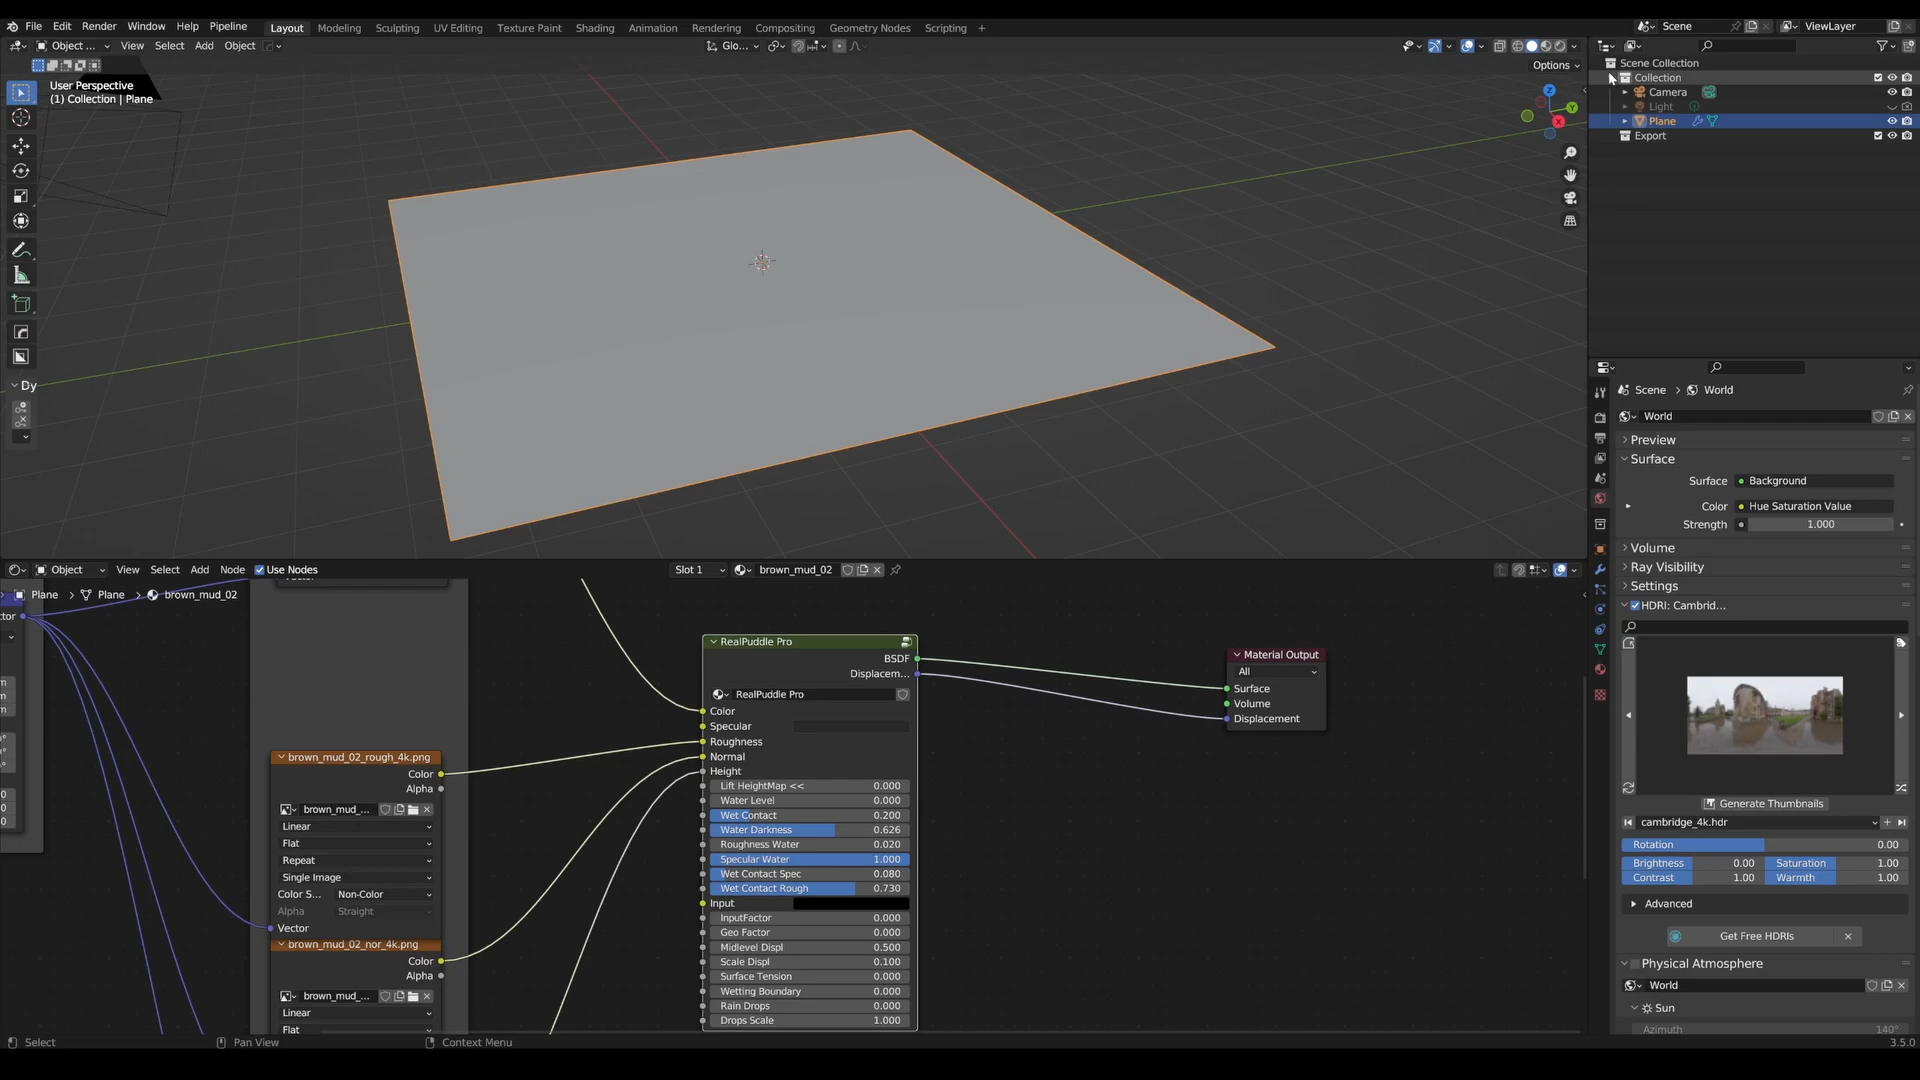 File Edit Render Window Help Pipeline Layout Modeling Sculpting UV Editing Texture Paint Shading Animation Rendering Compositing Geometry Nodes Scripting + Scene ViewLayer
Object ... View Select Add Object Glo...
Options
User Perspective
(1) Collection | Plane
Z
Y
X
Dy
Scene Collection
Collection
Camera
Light
Plane
Export
Scene > World
World
Preview
Surface
Surface Background
Color Hue Saturation Value
Strength 1.000
Volume
Ray Visibility
Settings
HDRI: Cambrid...
Generate Thumbnails
cambridge_4k.hdr
Rotation 0.00
Brightness 0.00 Saturation 1.00
Contrast 1.00 Warmth 1.00
Advanced
Get Free HDRIs
Physical Atmosphere
World
Sun
Azimuth 140°
Object View Select Add Node Use Nodes Slot 1 brown_mud_02
Plane > Plane > brown_mud_02
tor
m
m
0
0
RealPuddle Pro
BSDF
Displacem...
RealPuddle Pro
Color
Specular
Roughness
Normal
Height
Lift HeightMap << 0.000
Water Level 0.000
Wet Contact 0.200
Water Darkness 0.626
Roughness Water 0.020
Specular Water 1.000
Wet Contact Spec 0.080
Wet Contact Rough 0.730
Input
InputFactor 0.000
Geo Factor 0.000
Midlevel Displ 0.500
Scale Displ 0.100
Surface Tension 0.000
Wetting Boundary 0.000
Rain Drops 0.000
Drops Scale 1.000
Material Output
All
Surface
Volume
Displacement
brown_mud_02_rough_4k.png
Color
Alpha
brown_mud_...
Linear
Flat
Repeat
Single Image
Color S... Non-Color
Alpha Straight
Vector
brown_mud_02_nor_4k.png
Color
Alpha
brown_mud_...
Linear
Flat
Select Pan View Context Menu 3.5.0